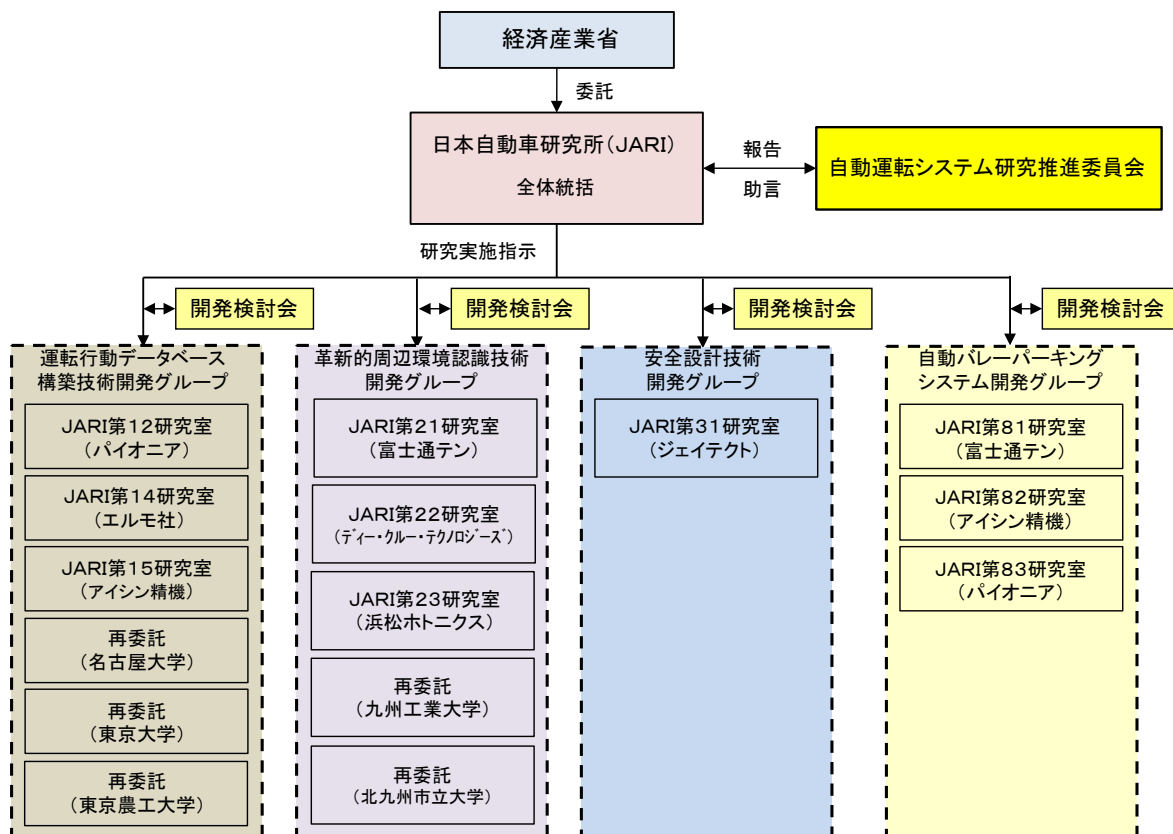 経済産業省
委託
日本自動車研究所(JARI)
全体統括
報告
助言
自動運転システム研究推進委員会
研究実施指示
開発検討会
開発検討会
開発検討会
開発検討会
運転行動データベース
構築技術開発グループ
JARI第12研究室
(パイオニア)
JARI第14研究室
(エルモ社)
JARI第15研究室
(アイシン精機)
再委託
(名古屋大学)
再委託
(東京大学)
再委託
(東京農工大学)
革新的周辺環境認識技術
開発グループ
JARI第21研究室
(富士通テン)
JARI第22研究室
(ディー・クルー・テクノロジーズ)
JARI第23研究室
(浜松ホトニクス)
再委託
(九州工業大学)
再委託
(北九州市立大学)
安全設計技術
開発グループ
JARI第31研究室
(ジェイテクト)
自動バレーパーキング
システム開発グループ
JARI第81研究室
(富士通テン)
JARI第82研究室
(アイシン精機)
JARI第83研究室
(パイオニア)